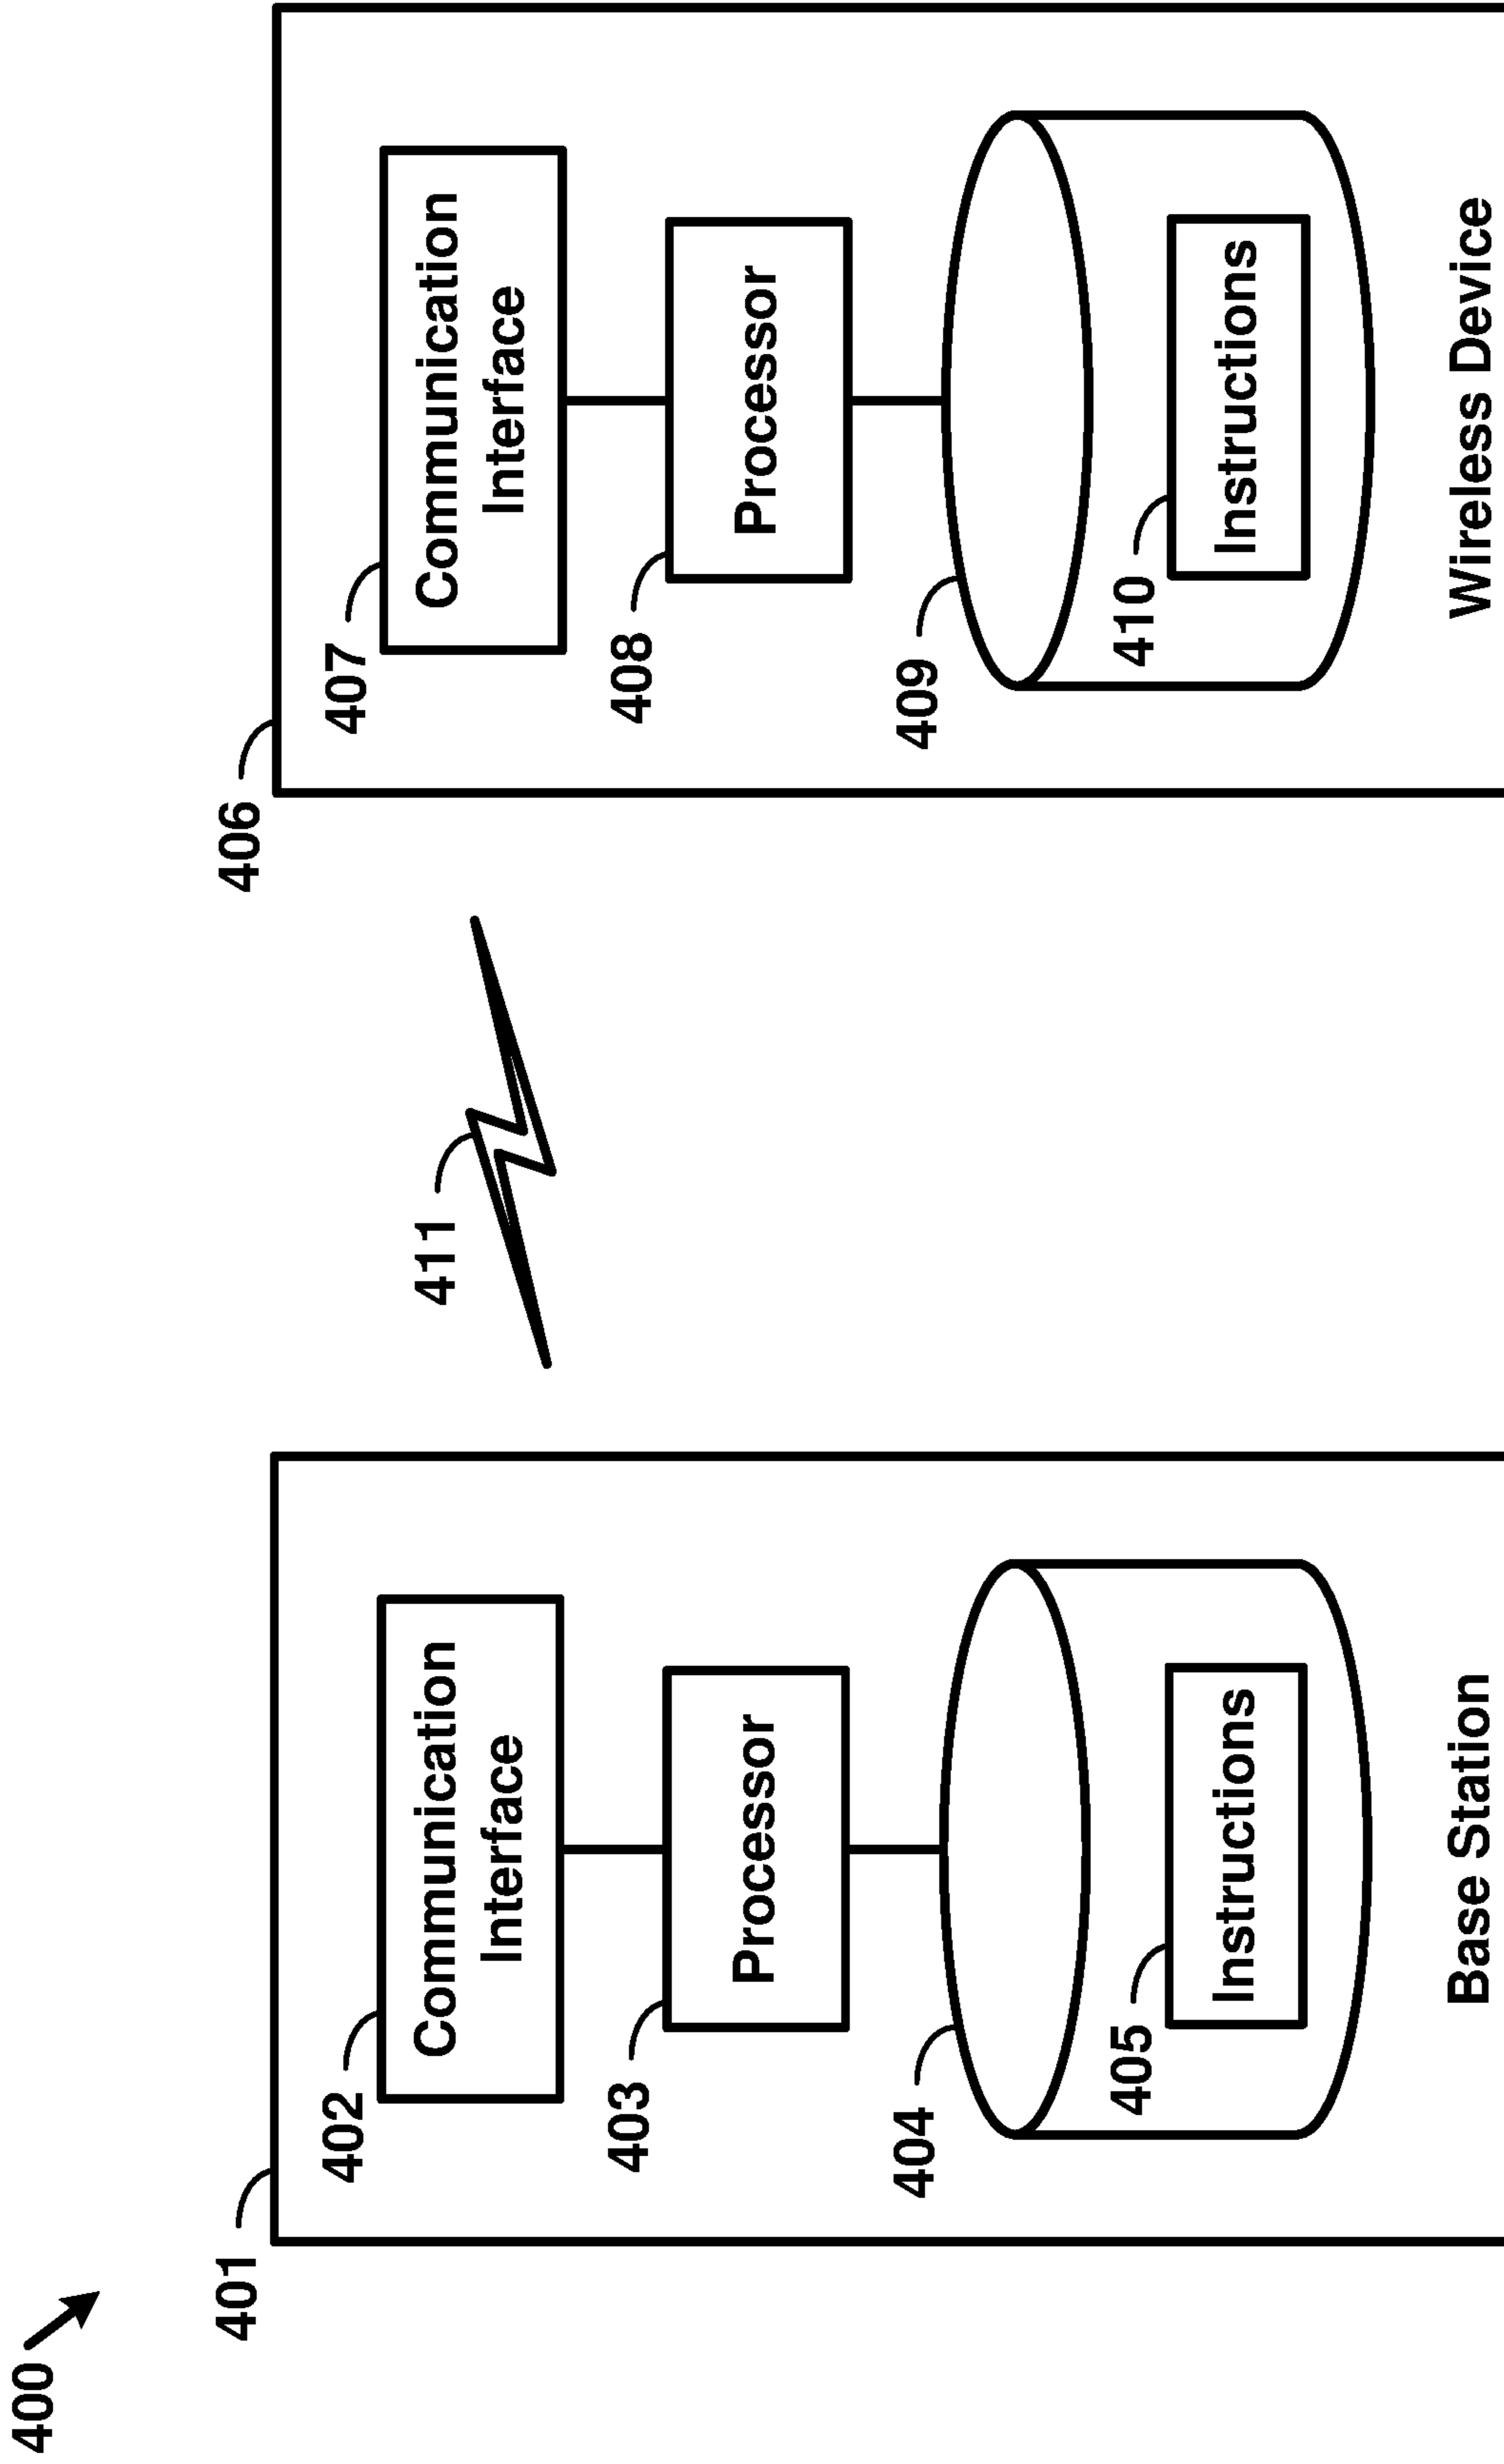 400
401
402
Communication
Interface
403
Processor
404
405
Instructions
Base Station
411
406
407
Communication
Interface
408
Processor
409
410
Instructions
Wireless Device